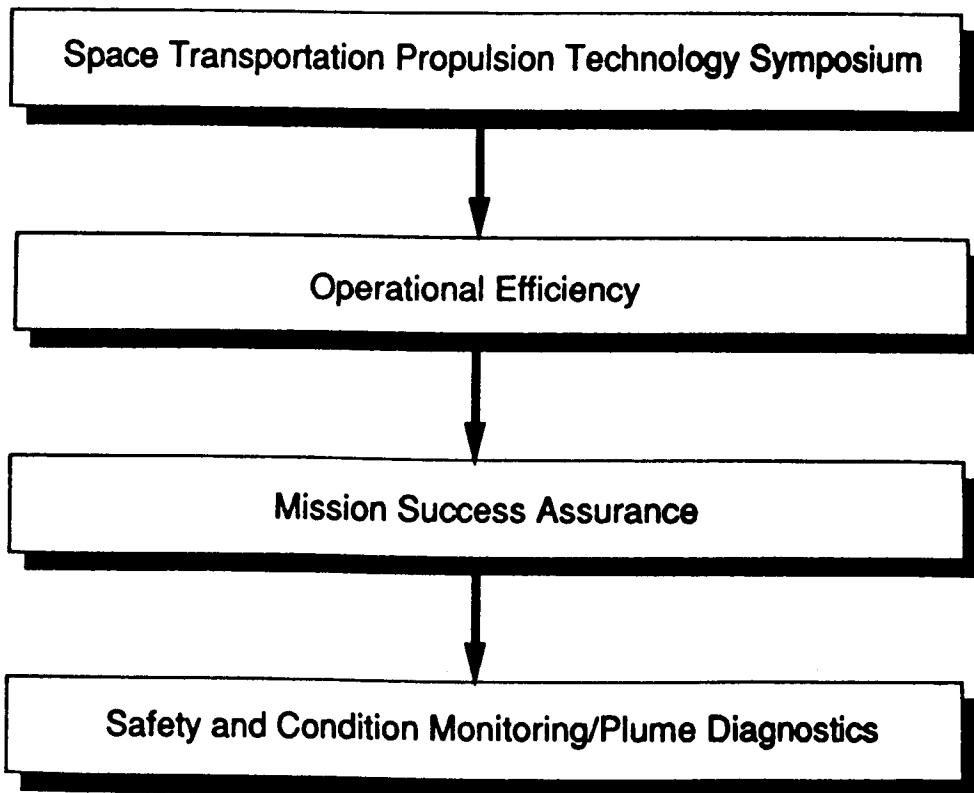 Space Transportation Propulsion Technology Symposium
Operational Efficiency
Mission Success Assurance
Safety and Condition Monitoring/Plume Diagnostics